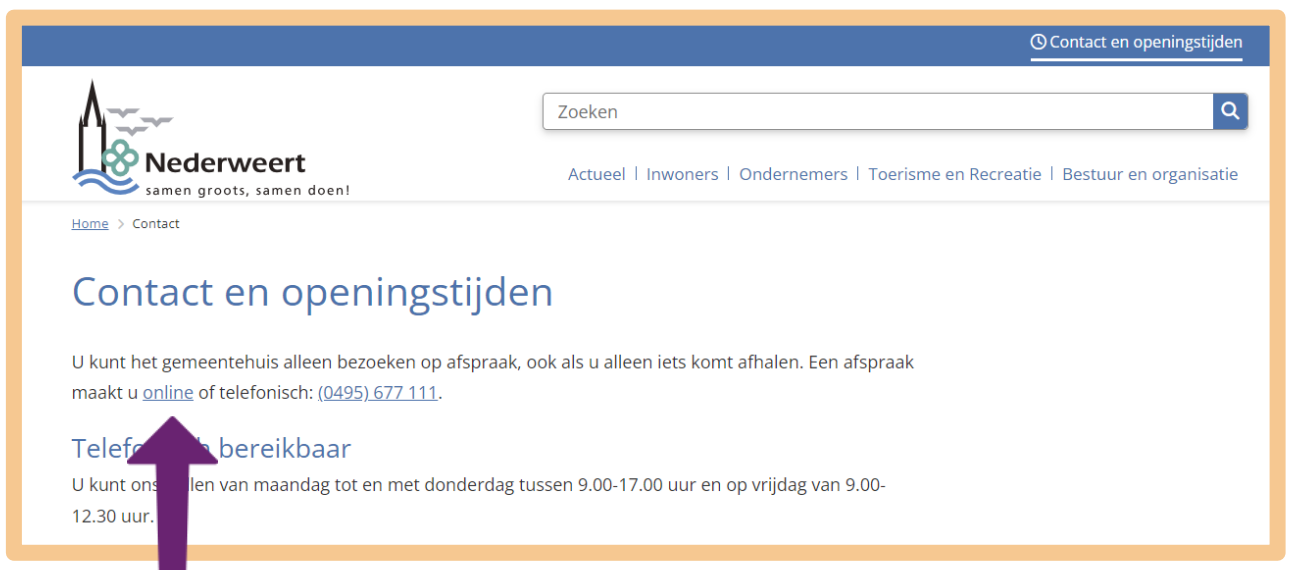 Contact en openingstijden
Zoeken
Nederweert
samen groots, samen doen!
Actueel | Inwoners | Ondernemers | Toerisme en Recreatie | Bestuur en organisatie
Home > Contact
Contact en openingstijden
U kunt het gemeentehuis alleen bezoeken op afspraak, ook als u alleen iets komt afhalen. Een afspraak
maakt u online of telefonisch: (0495) 677 111.
bereikbaar
U kunt van maandag tot en met donderdag tussen 9.00-17.00 uur en op vrijdag van 9.00-
12.30 uur.